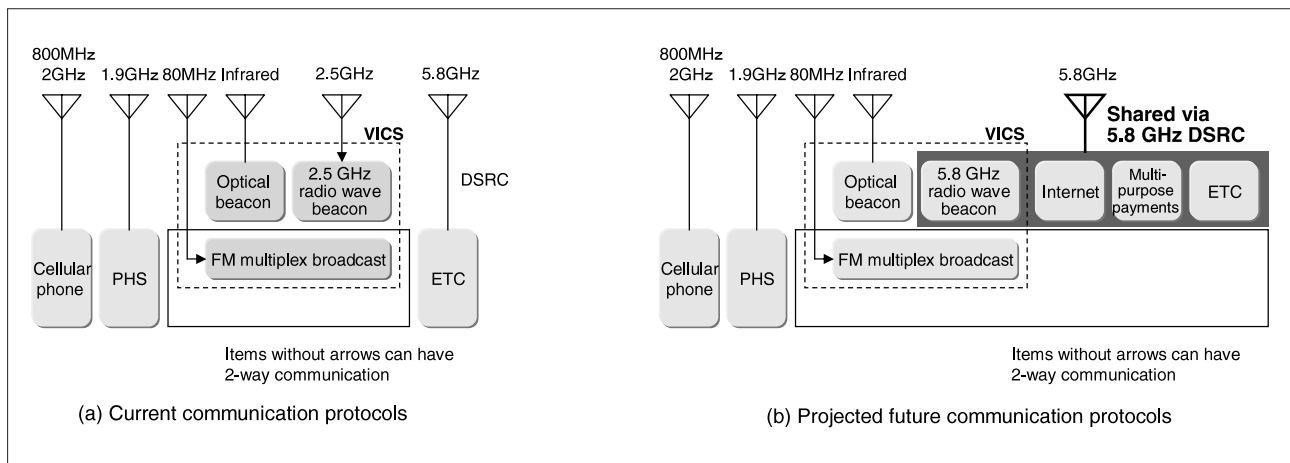 800MHz
2GHz
1.9GHz
80MHz
Infrared
2.5GHz
5.8GHz
VICS
Optical
beacon
2.5 GHz
radio wave
beacon
DSRC
Cellular
phone
PHS
FM multiplex broadcast
ETC
Items without arrows can have
2-way communication
(a) Current communication protocols
800MHz
2GHz
1.9GHz
80MHz
Infrared
5.8GHz
Shared via
5.8 GHz DSRC
VICS
Optical
beacon
5.8 GHz
radio wave
beacon
Internet
Multi-
purpose
payments
ETC
Cellular
phone
PHS
FM multiplex broadcast
Items without arrows can have
2-way communication
(b) Projected future communication protocols